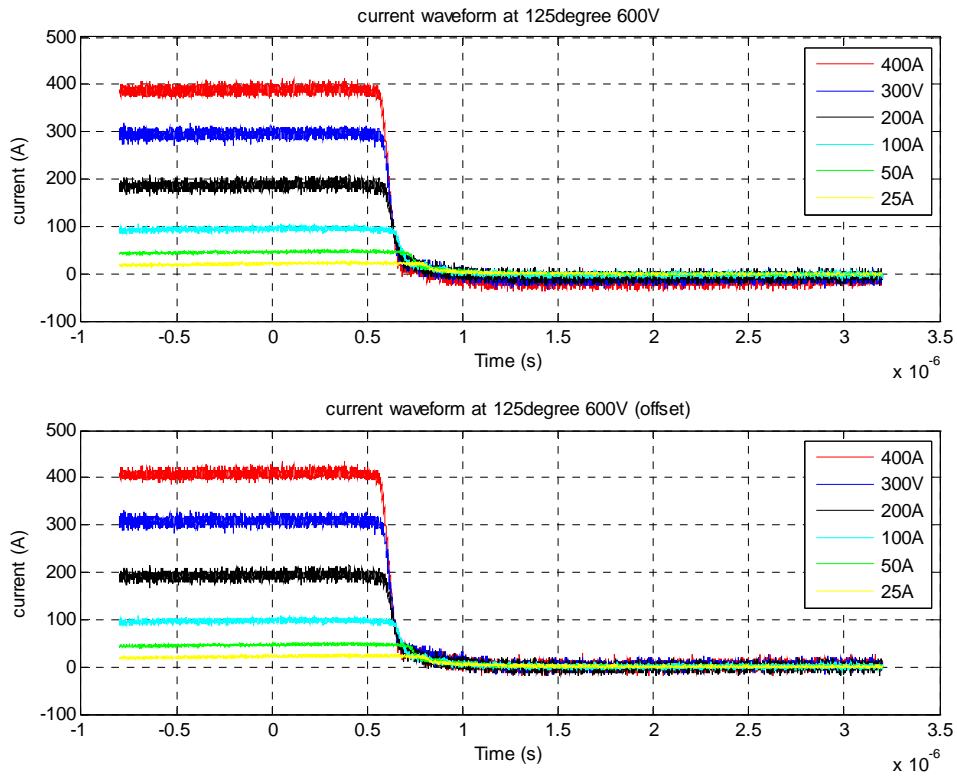 current waveform at 125degree 600V
500
400
300
200
100
0
-100
current (A)
-1
-0.5
0
0.5
1
1.5
2
2.5
3
3.5
Time (s)
x 10^-6
400A
300V
200A
100A
50A
25A
current waveform at 125degree 600V (offset)
500
400
300
200
100
0
-100
current (A)
-1
-0.5
0
0.5
1
1.5
2
2.5
3
3.5
Time (s)
x 10^-6
400A
300V
200A
100A
50A
25A